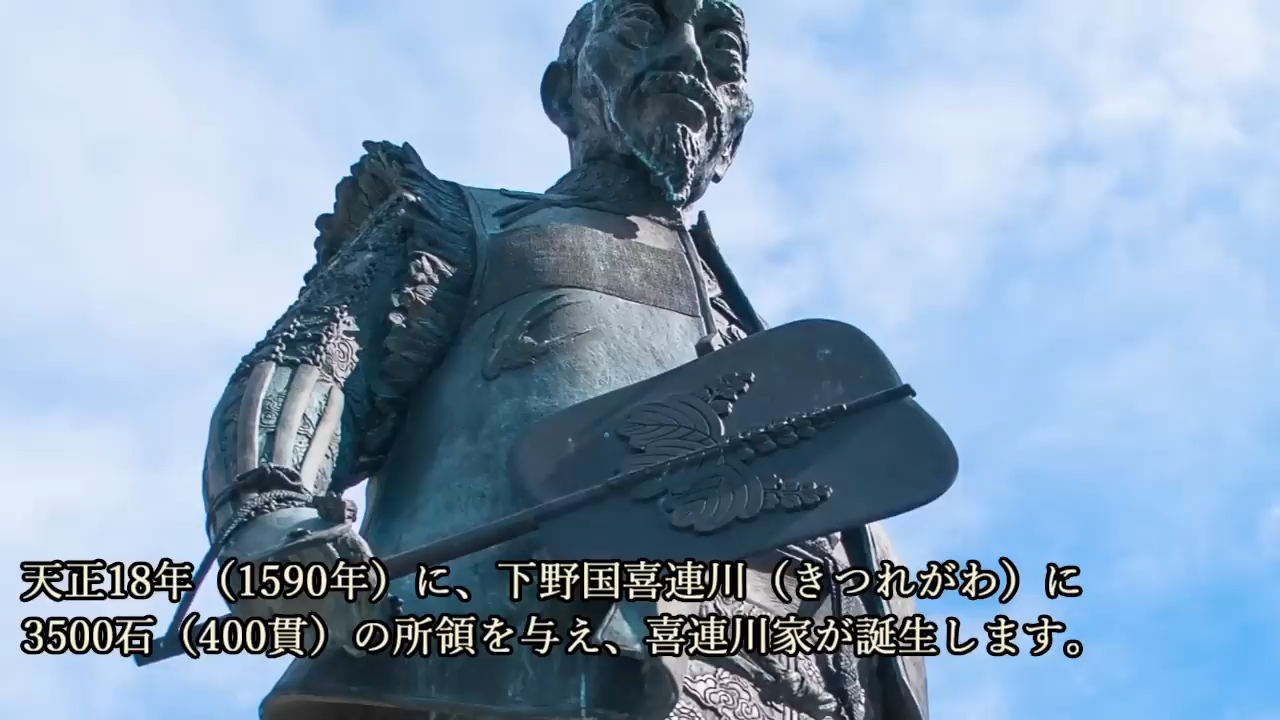 天正18年（1590年）に、下野国喜連川（きつれがわ）に
3500石（400貫）の所領を与え、喜連川家が誕生します。